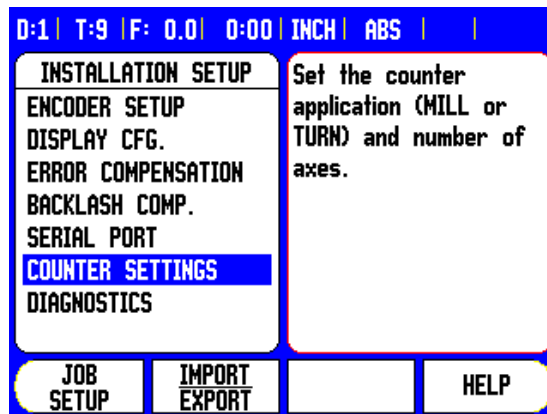 D:1| T:9 |F: 0.0| 0:00| INCH| ABS | |
INSTALLATION SETUP
ENCODER SETUP
DISPLAY CFG.
ERROR COMPENSATION
BACKLASH COMP.
SERIAL PORT
COUNTER SETTINGS
DIAGNOSTICS
Set the counter
application (MILL or
TURN) and number of
axes.
JOB
SETUP
IMPORT
EXPORT
HELP